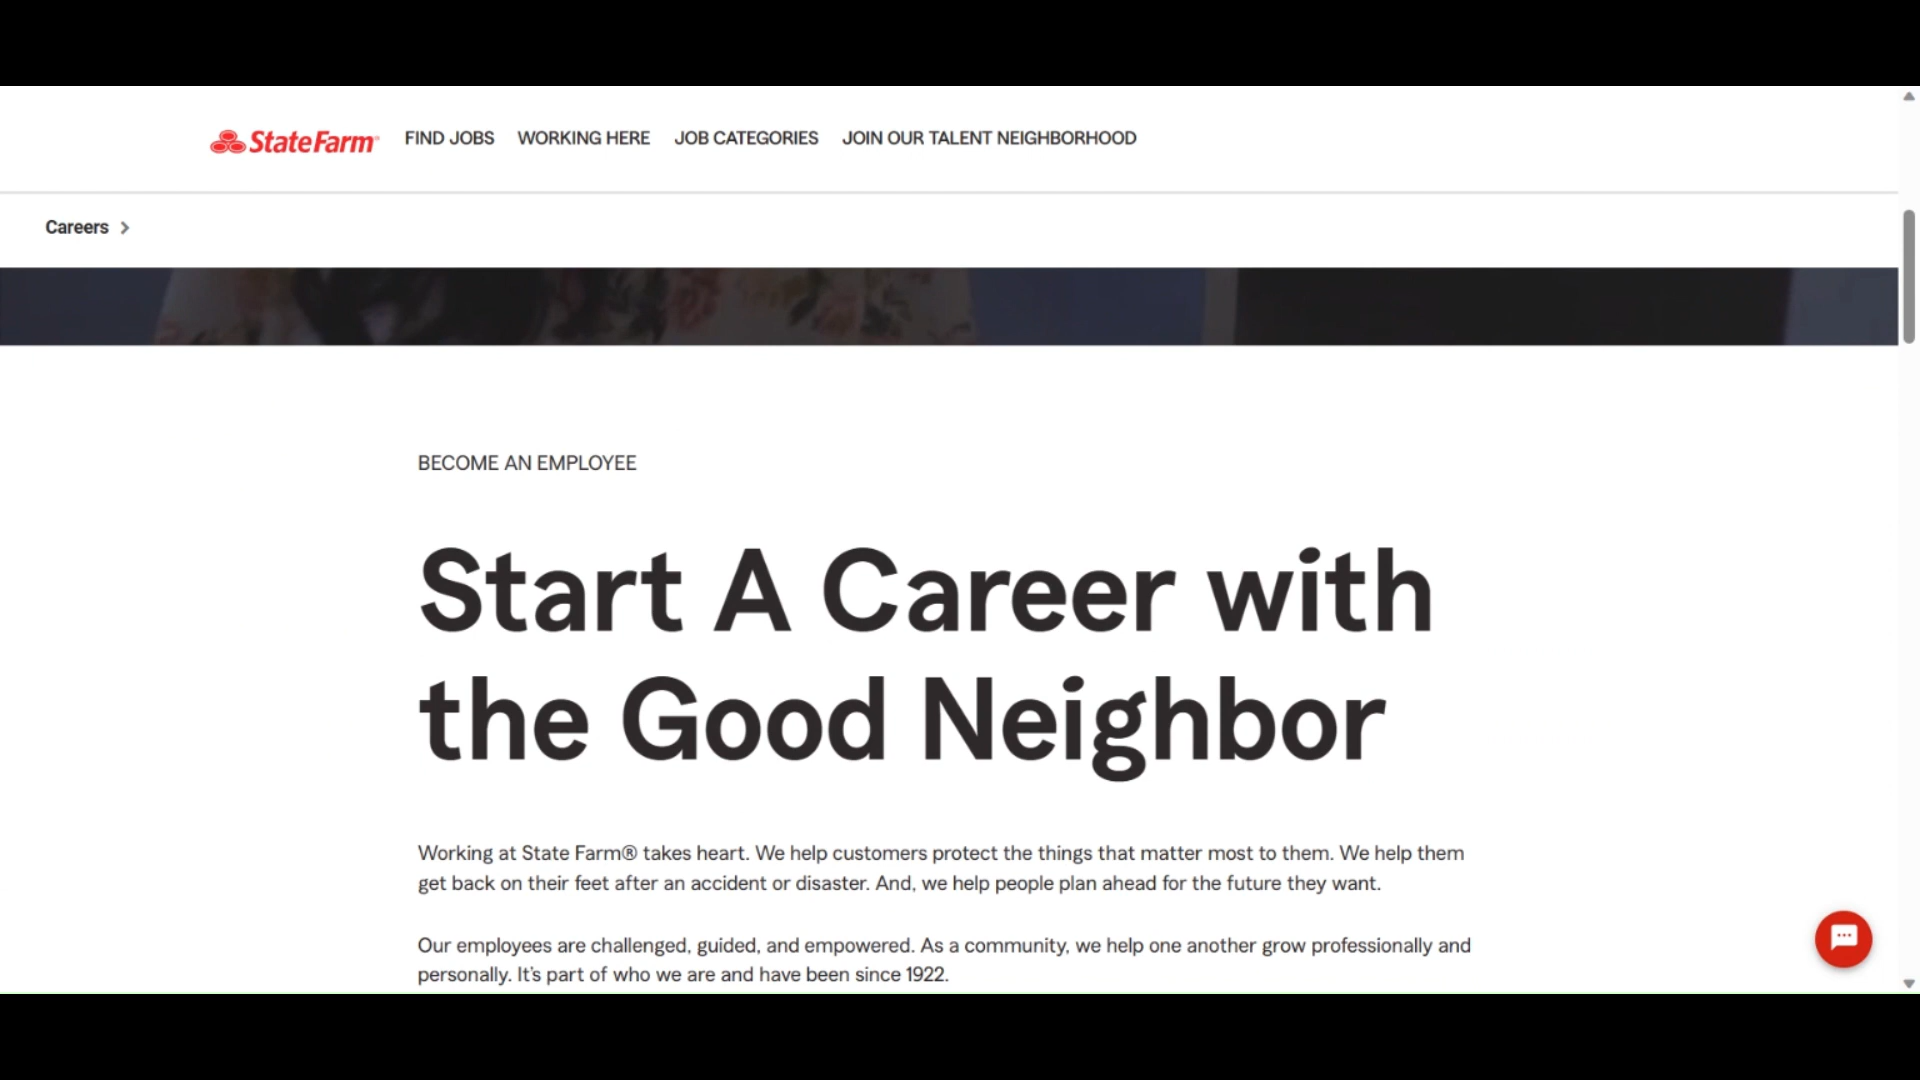 StateFarm
FIND JOBS
WORKING HERE
JOB CATEGORIES
JOIN OUR TALENT NEIGHBORHOOD
Careers
BECOME AN EMPLOYEE
Start A Career with
the Good Neighbor
Working at State Farm® takes heart. We help customers protect the things that matter most to them. We help them
get back on their feet after an accident or disaster. And, we help people plan ahead for the future they want.
Our employees are challenged, guided, and empowered. As a community, we help one another grow professionally and
personally. It's part of who we are and have been since 1922.